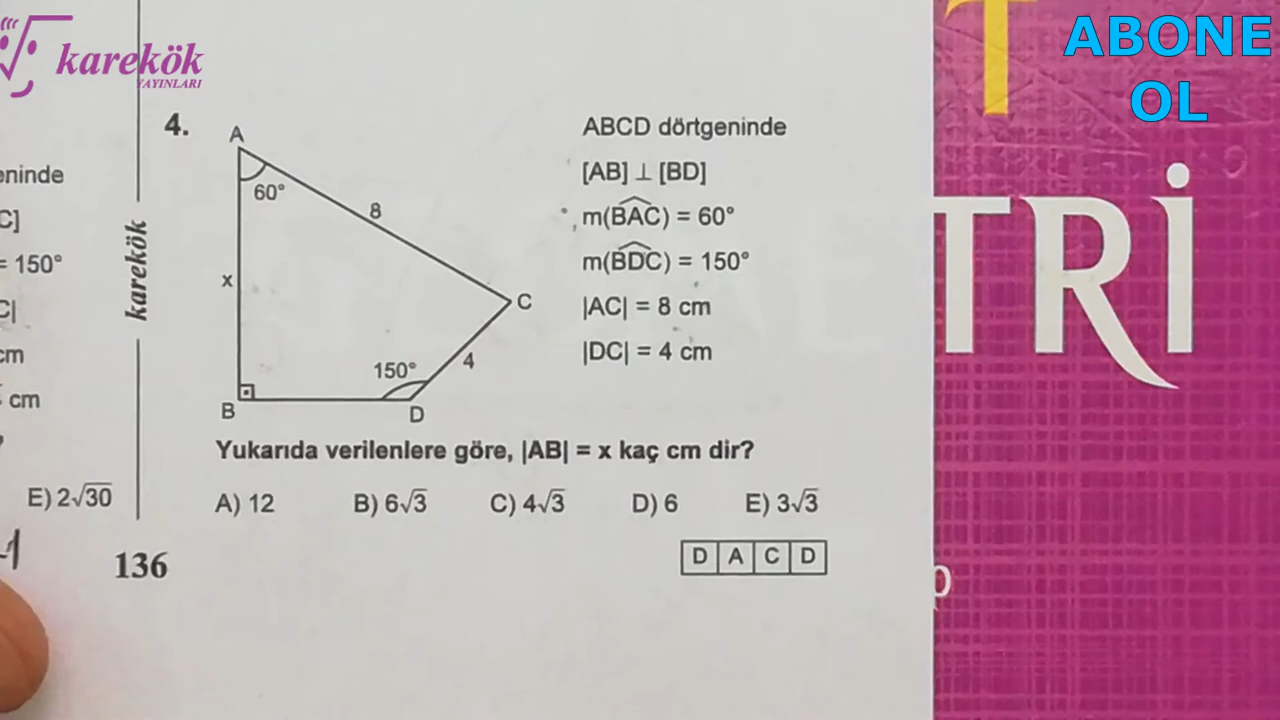 karekök
YAYINLARI
ABONE
OL
eninde
C]
= 150°
C|
cm
cm
E) 2√30
karekök
136
4.
A
60°
8
x
C
4
150°
B
D
ABCD dörtgeninde
[AB] ⊥ [BD]
m(BAC) = 60°
m(BDC) = 150°
|AC| = 8 cm
|DC| = 4 cm
Yukarıda verilenlere göre, |AB| = x kaç cm dir?
A) 12 B) 6√3 C) 4√3 D) 6 E) 3√3
D A C D
TRİ